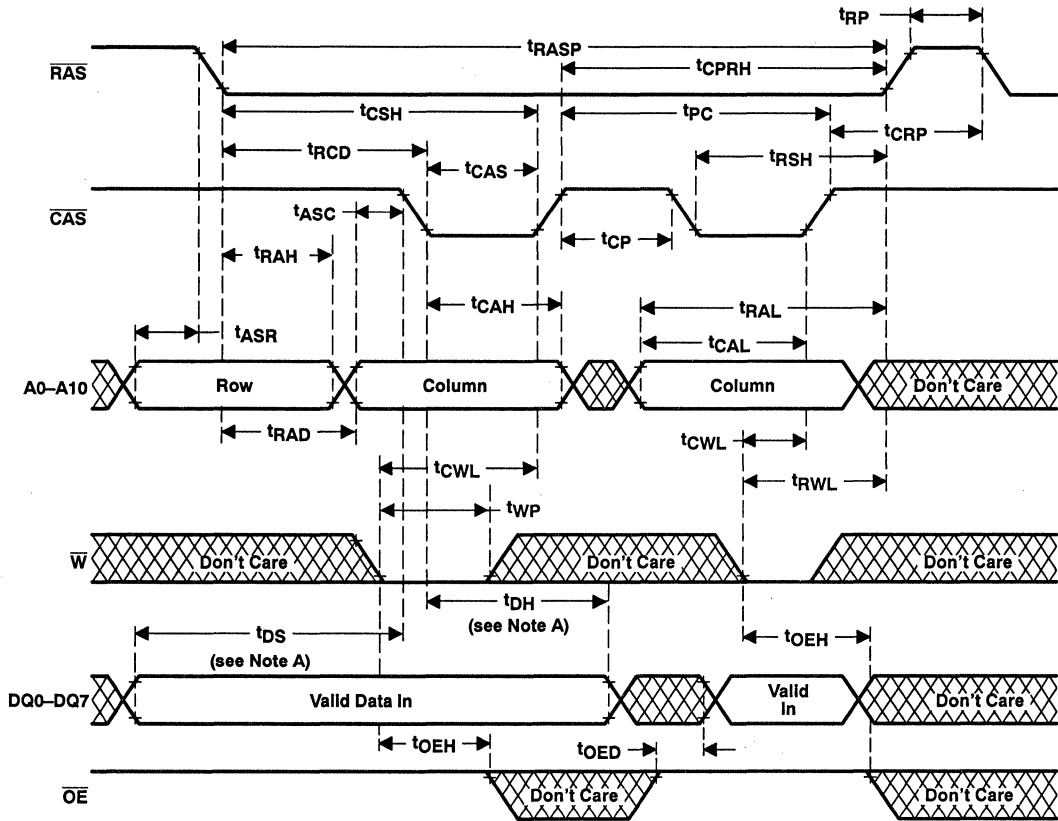 tRP
tRASP
RAS
tCPRH
tCSH
tPC
tCRP
tRCD
tRSH
tCAS
CAS
tASC
tCP
tRAH
tCAH
tRAL
tASR
tCAL
A0–A10
Row
Column
Column
Don't Care
tRAD
tCWL
tCWL
tRWL
tWP
W
Don't Care
Don't Care
Don't Care
tDH
(see Note A)
tDS
(see Note A)
tOEH
DQ0–DQ7
Valid Data In
Valid
In
Don't Care
tOEH
tOED
OE
Don't Care
Don't Care